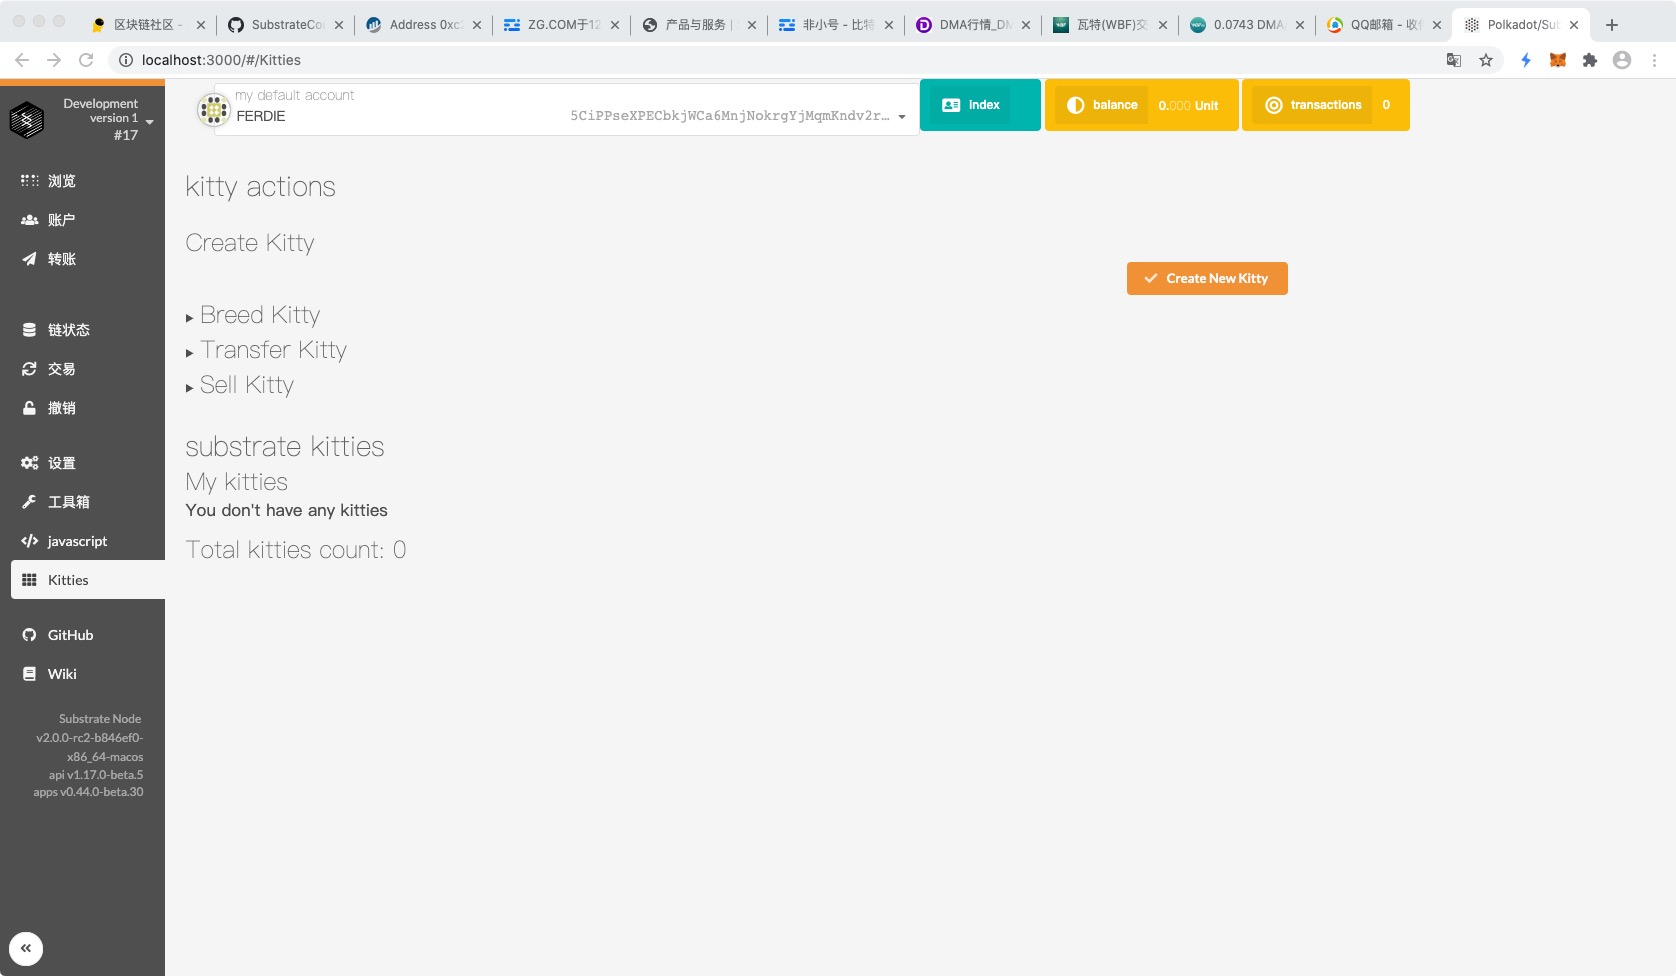 区块链社区 -
SubstrateCo
Address 0xc
ZG.COM于12
产品与服务 |
非小号 - 比特
DMA行情_DM
瓦特(WBF)交
0.0743 DMA
QQ邮箱 - 收件
Polkadot/Sub
localhost:3000/#/Kitties
Development
version 1
#17
my default account
FERDIE
5CiPPseXPECbkjWCa6MnjNokrgYjMqmKndv2r…
index
balance 0.000 Unit
transactions 0
浏览
账户
转账
链状态
交易
撤销
设置
工具箱
javascript
Kitties
GitHub
Wiki
Substrate Node
v2.0.0-rc2-b846ef0-
x86_64-macos
api v1.17.0-beta.5
apps v0.44.0-beta.30
kitty actions
Create Kitty
Create New Kitty
Breed Kitty
Transfer Kitty
Sell Kitty
substrate kitties
My kitties
You don't have any kitties
Total kitties count: 0